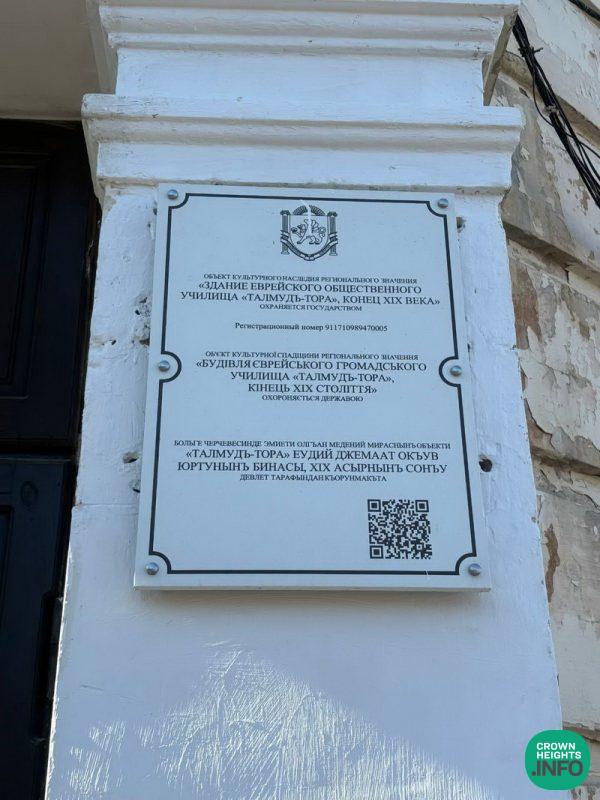 ОБЪЕКТ КУЛЬТУРНОГО НАСЛЕДИЯ РЕГИОНАЛЬНОГО ЗНАЧЕНИЯ
«ЗДАНИЕ ЕВРЕЙСКОГО ОБЩЕСТВЕННОГО
УЧИЛИЩА «ТАЛМУДЪ-ТОРА», КОНЕЦ XIX ВЕКА»
ОХРАНЯЕТСЯ ГОСУДАРСТВОМ
Регистрационный номер 911710989470005
ОБ'ЄКТ КУЛЬТУРНОЇ СПАДЩИНИ РЕГІОНАЛЬНОГО ЗНАЧЕННЯ
«БУДІВЛЯ ЄВРЕЙСЬКОГО ГРОМАДСЬКОГО
УЧИЛИЩА «ТАЛМУДЪ-ТОРА»,
КІНЕЦЬ XIX СТОЛІТТЯ»
ОХОРОНЯЄТЬСЯ ДЕРЖАВОЮ
БОЛЬГЕ ЧЕРЧЕВЕСИНДЕ ЭМИЕТИ ОЛГЪАН МЕДЕНИЙ МИРАСНЫНЪ ОБЪЕКТИ
«ТАЛМУДЪ-ТОРА» ЕУДИЙ ДЖЕМААТ ОКЪУВ
ЮРТУНЫНЪ БИНАСЫ, XIX АСЫРНЫНЪ СОНЪУ
ДЕВЛЕТ ТАРАФЫНДАН КЪОРУНМАКЪТА
CROWN
HEIGHTS
.INFO